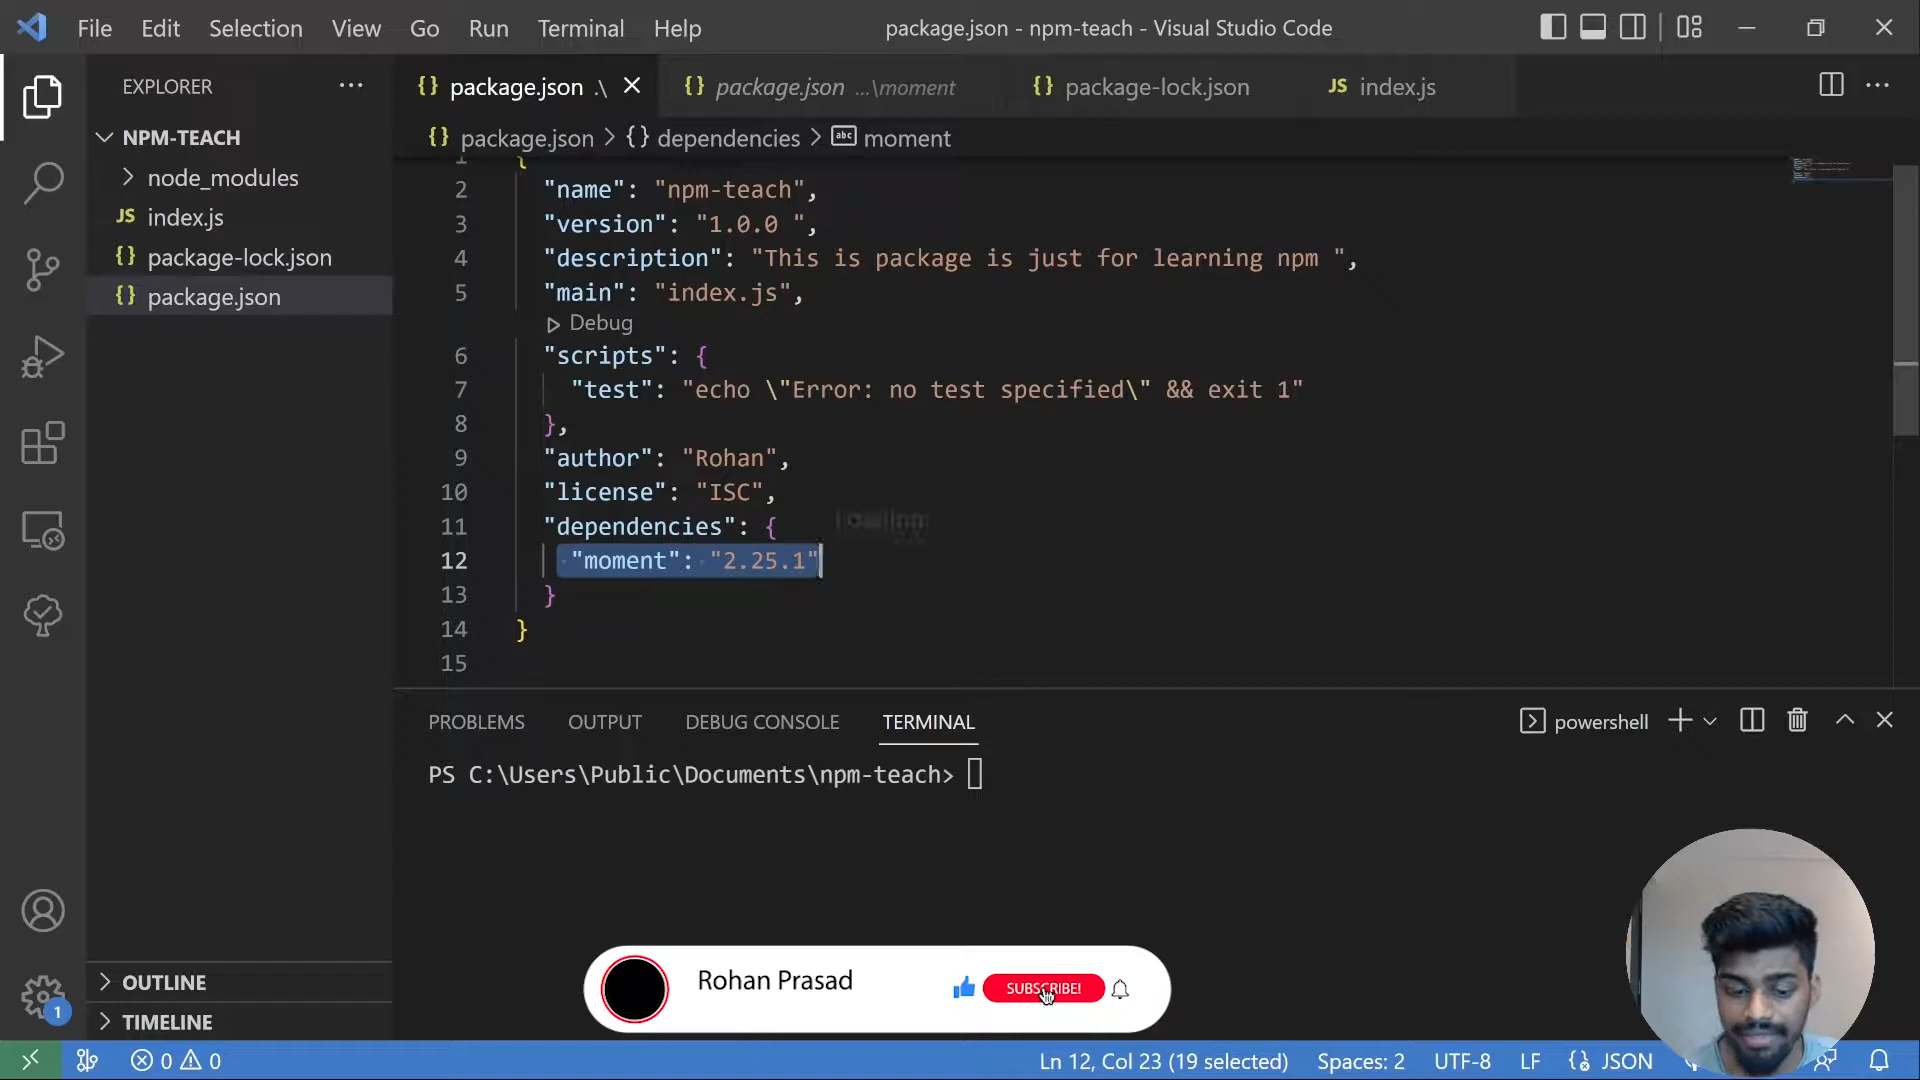 File Edit Selection View Go Run Terminal Help
package.json - npm-teach - Visual Studio Code
EXPLORER
NPM-TEACH
node_modules
JS index.js
{} package-lock.json
{} package.json
OUTLINE
TIMELINE
{} package.json .\
{} package.json ...\moment
{} package-lock.json
JS index.js
{} package.json > {} dependencies > abc moment
1 {
2 "name": "npm-teach",
3 "version": "1.0.0 ",
4 "description": "This is package is just for learning npm ",
5 "main": "index.js",
Debug
6 "scripts": {
7 "test": "echo \"Error: no test specified\" && exit 1"
8 },
9 "author": "Rohan",
10 "license": "ISC",
11 "dependencies": {
12 "moment": "2.25.1"
13 }
14 }
15
PROBLEMS OUTPUT DEBUG CONSOLE TERMINAL
powershell
PS C:\Users\Public\Documents\npm-teach>
Rohan Prasad
SUBSCRIBE!
1
0 0
Ln 12, Col 23 (19 selected) Spaces: 2 UTF-8 LF {} JSON